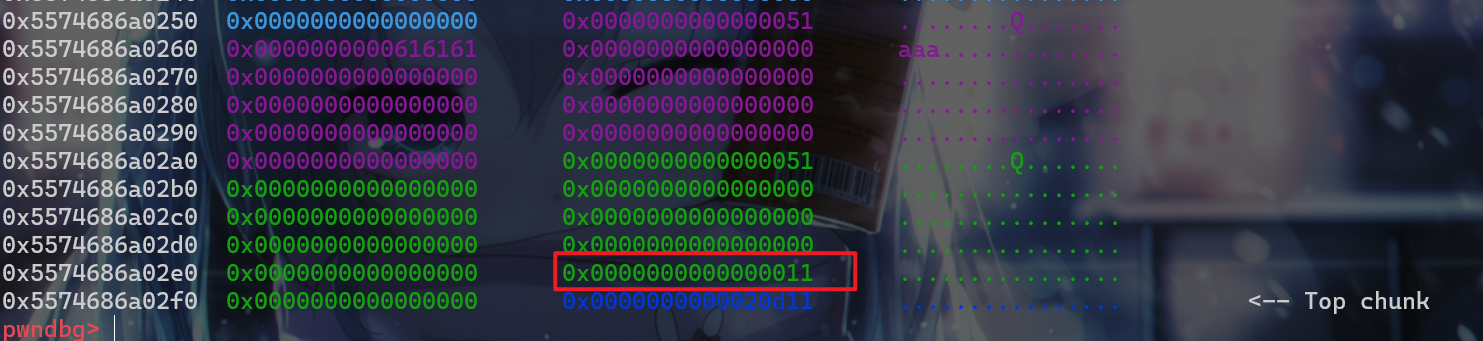 0x5574686a0250 0x0000000000000000 0x0000000000000051 ........Q.......
0x5574686a0260 0x0000000000616161 0x0000000000000000 aaa.............
0x5574686a0270 0x0000000000000000 0x0000000000000000 ................
0x5574686a0280 0x0000000000000000 0x0000000000000000 ................
0x5574686a0290 0x0000000000000000 0x0000000000000000 ................
0x5574686a02a0 0x0000000000000000 0x0000000000000051 ........Q.......
0x5574686a02b0 0x0000000000000000 0x0000000000000000 ................
0x5574686a02c0 0x0000000000000000 0x0000000000000000 ................
0x5574686a02d0 0x0000000000000000 0x0000000000000000 ................
0x5574686a02e0 0x0000000000000000 0x0000000000000011 ................
0x5574686a02f0 0x0000000000000000 0x0000000000020d11 ................ <-- Top chunk
pwndbg>